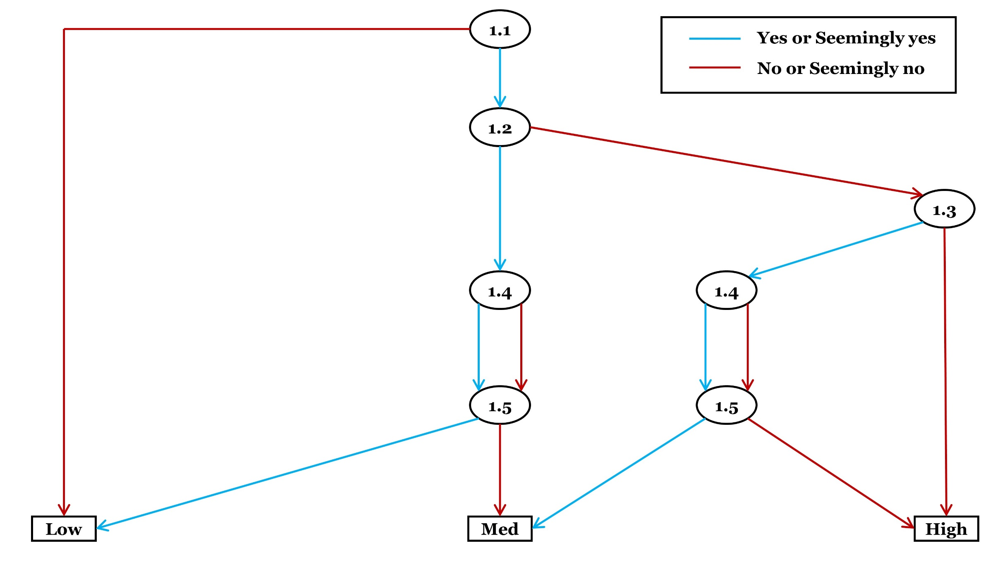 1.1
Yes or Seemingly yes
No or Seemingly no
1.2
1.3
1.4
1.4
1.5
1.5
Low
Med
High